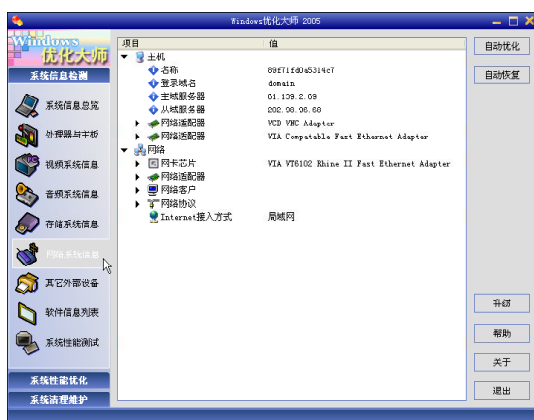 Windows优化大师 2005
Windows
优化大师
系统信息检测
系统信息总览
处理器与主板
视频系统信息
音频系统信息
存储系统信息
网络系统信息
其它外部设备
软件信息列表
系统性能测试
系统性能优化
系统清理维护
项目 值
主机
名称 89f71fd0a5314c7
登录域名 domain
主域服务器 61.139.2.69
从域服务器 202.98.96.68
网络适配器 VCD VHC Adapter
网络适配器 VIA Compatable Fast Ethernet Adapter
网络
网卡芯片 VIA VT6102 Rhine II Fast Ethernet Adapter
网络适配器
网络客户
网络协议
Internet接入方式 局域网
自动优化
自动恢复
升级
帮助
关于
退出